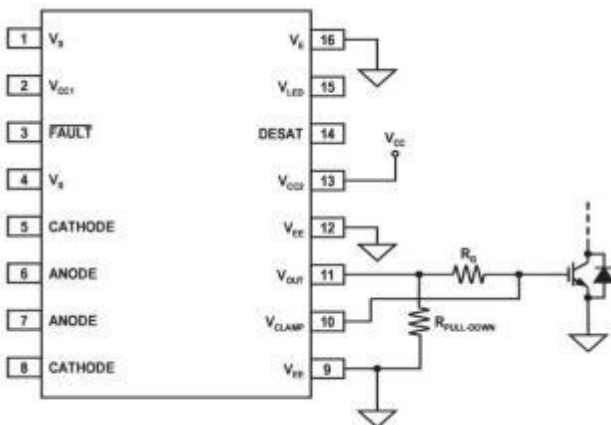 1 VS VE 16
2 VCC1 VLED 15
3 FAULT DESAT 14
VCC
4 VS VCC2 13
5 CATHODE VEE 12
6 ANODE VOUT 11
RG
7 ANODE VCLAMP 10
RPULL-DOWN
8 CATHODE VEE 9